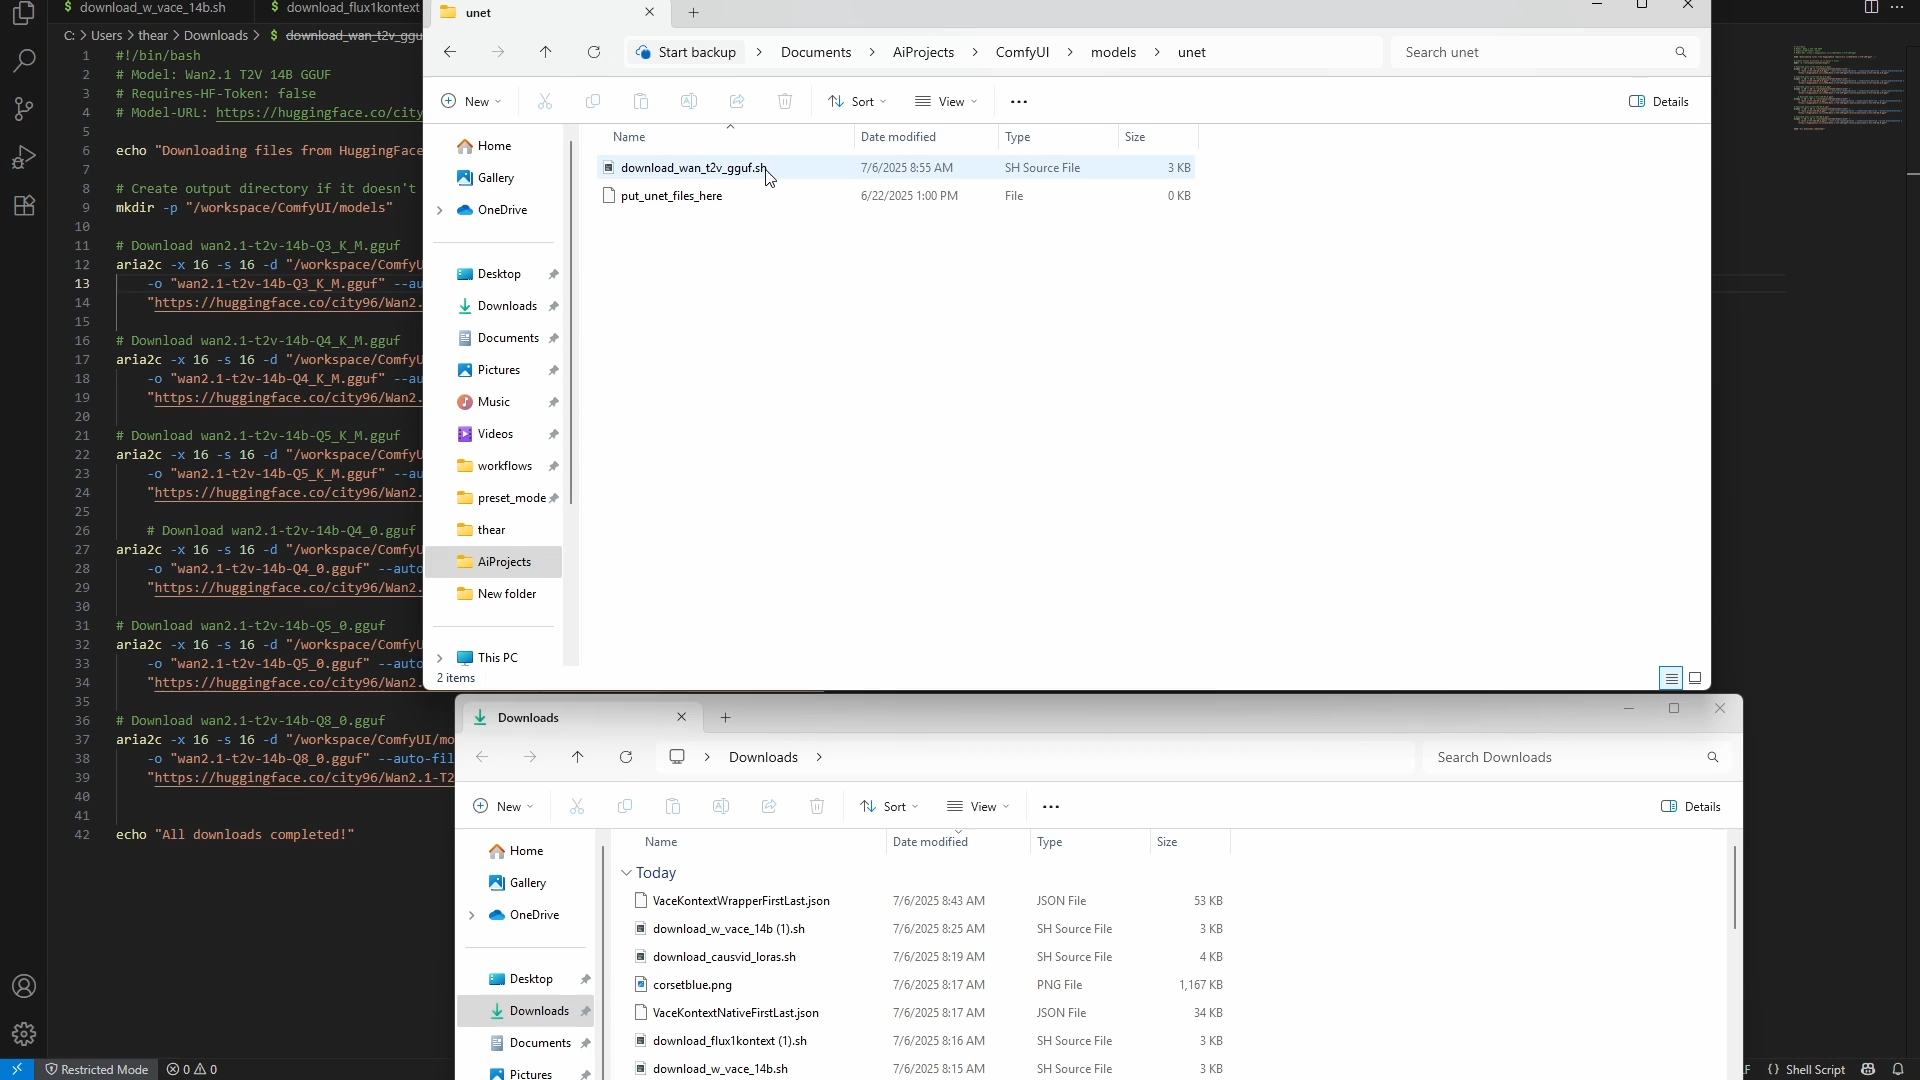 download_w_vace_14b.sh
download_flux1kontext
C: > Users > thear > Downloads > $ download_wan_t2v_ggu
1 #!/bin/bash
2 # Model: Wan2.1 T2V 14B GGUF
3 # Requires-HF-Token: false
4 # Model-URL: https://huggingface.co/city
5
6 echo "Downloading files from HuggingFace
7
8 # Create output directory if it doesn't
9 mkdir -p "/workspace/ComfyUI/models"
10
11 # Download wan2.1-t2v-14b-Q3_K_M.gguf
12 aria2c -x 16 -s 16 -d "/workspace/ComfyU
13 -o "wan2.1-t2v-14b-Q3_K_M.gguf" --au
14 "https://huggingface.co/city96/Wan2.
15
16 # Download wan2.1-t2v-14b-Q4_K_M.gguf
17 aria2c -x 16 -s 16 -d "/workspace/ComfyU
18 -o "wan2.1-t2v-14b-Q4_K_M.gguf" --au
19 "https://huggingface.co/city96/Wan2.
20
21 # Download wan2.1-t2v-14b-Q5_K_M.gguf
22 aria2c -x 16 -s 16 -d "/workspace/ComfyU
23 -o "wan2.1-t2v-14b-Q5_K_M.gguf" --au
24 "https://huggingface.co/city96/Wan2.
25
26 # Download wan2.1-t2v-14b-Q4_0.gguf
27 aria2c -x 16 -s 16 -d "/workspace/ComfyU
28 -o "wan2.1-t2v-14b-Q4_0.gguf" --auto
29 "https://huggingface.co/city96/Wan2.
30
31 # Download wan2.1-t2v-14b-Q5_0.gguf
32 aria2c -x 16 -s 16 -d "/workspace/ComfyU
33 -o "wan2.1-t2v-14b-Q5_0.gguf" --auto
34 "https://huggingface.co/city96/Wan2.
35
36 # Download wan2.1-t2v-14b-Q8_0.gguf
37 aria2c -x 16 -s 16 -d "/workspace/ComfyUI/mo
38 -o "wan2.1-t2v-14b-Q8_0.gguf" --auto-fil
39 "https://huggingface.co/city96/Wan2.1-T2
40
41
42 echo "All downloads completed!"
Restricted Mode
0 0
Shell Script
unet
Start backup > Documents > AiProjects > ComfyUI > models > unet
Search unet
New
Sort
View
Details
Home
Gallery
OneDrive
Desktop
Downloads
Documents
Pictures
Music
Videos
workflows
preset_mode
thear
AiProjects
New folder
This PC
Name Date modified Type Size
download_wan_t2v_gguf.sh 7/6/2025 8:55 AM SH Source File 3 KB
put_unet_files_here 6/22/2025 1:00 PM File 0 KB
2 items
Downloads
Downloads >
Search Downloads
New
Sort
View
Details
Home
Gallery
OneDrive
Desktop
Downloads
Documents
Pictures
Name Date modified Type Size
Today
VaceKontextWrapperFirstLast.json 7/6/2025 8:43 AM JSON File 53 KB
download_w_vace_14b (1).sh 7/6/2025 8:25 AM SH Source File 3 KB
download_causvid_loras.sh 7/6/2025 8:19 AM SH Source File 4 KB
corsetblue.png 7/6/2025 8:17 AM PNG File 1,167 KB
VaceKontextNativeFirstLast.json 7/6/2025 8:17 AM JSON File 34 KB
download_flux1kontext (1).sh 7/6/2025 8:16 AM SH Source File 3 KB
download_w_vace_14b.sh 7/6/2025 8:15 AM SH Source File 3 KB